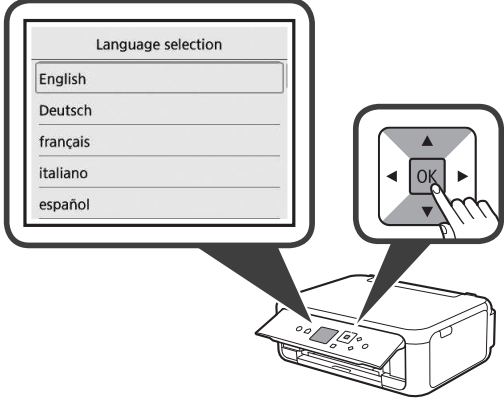 Language selection
English
Deutsch
français
italiano
español
OK